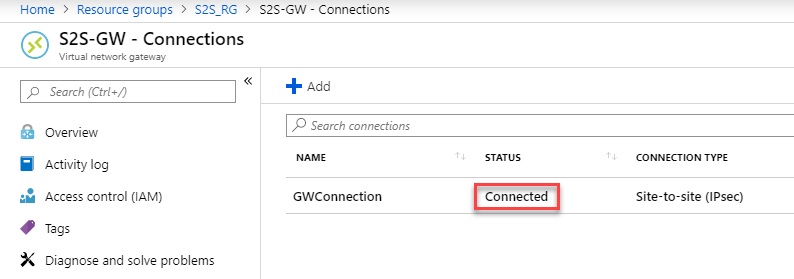 Home > Resource groups > S2S_RG > S2S-GW - Connections
S2S-GW - Connections
Virtual network gateway
Search (Ctrl+/)
«
Overview
Activity log
Access control (IAM)
Tags
Diagnose and solve problems
Add
Search connections
NAME STATUS CONNECTION TYPE
GWConnection Connected Site-to-site (IPsec)